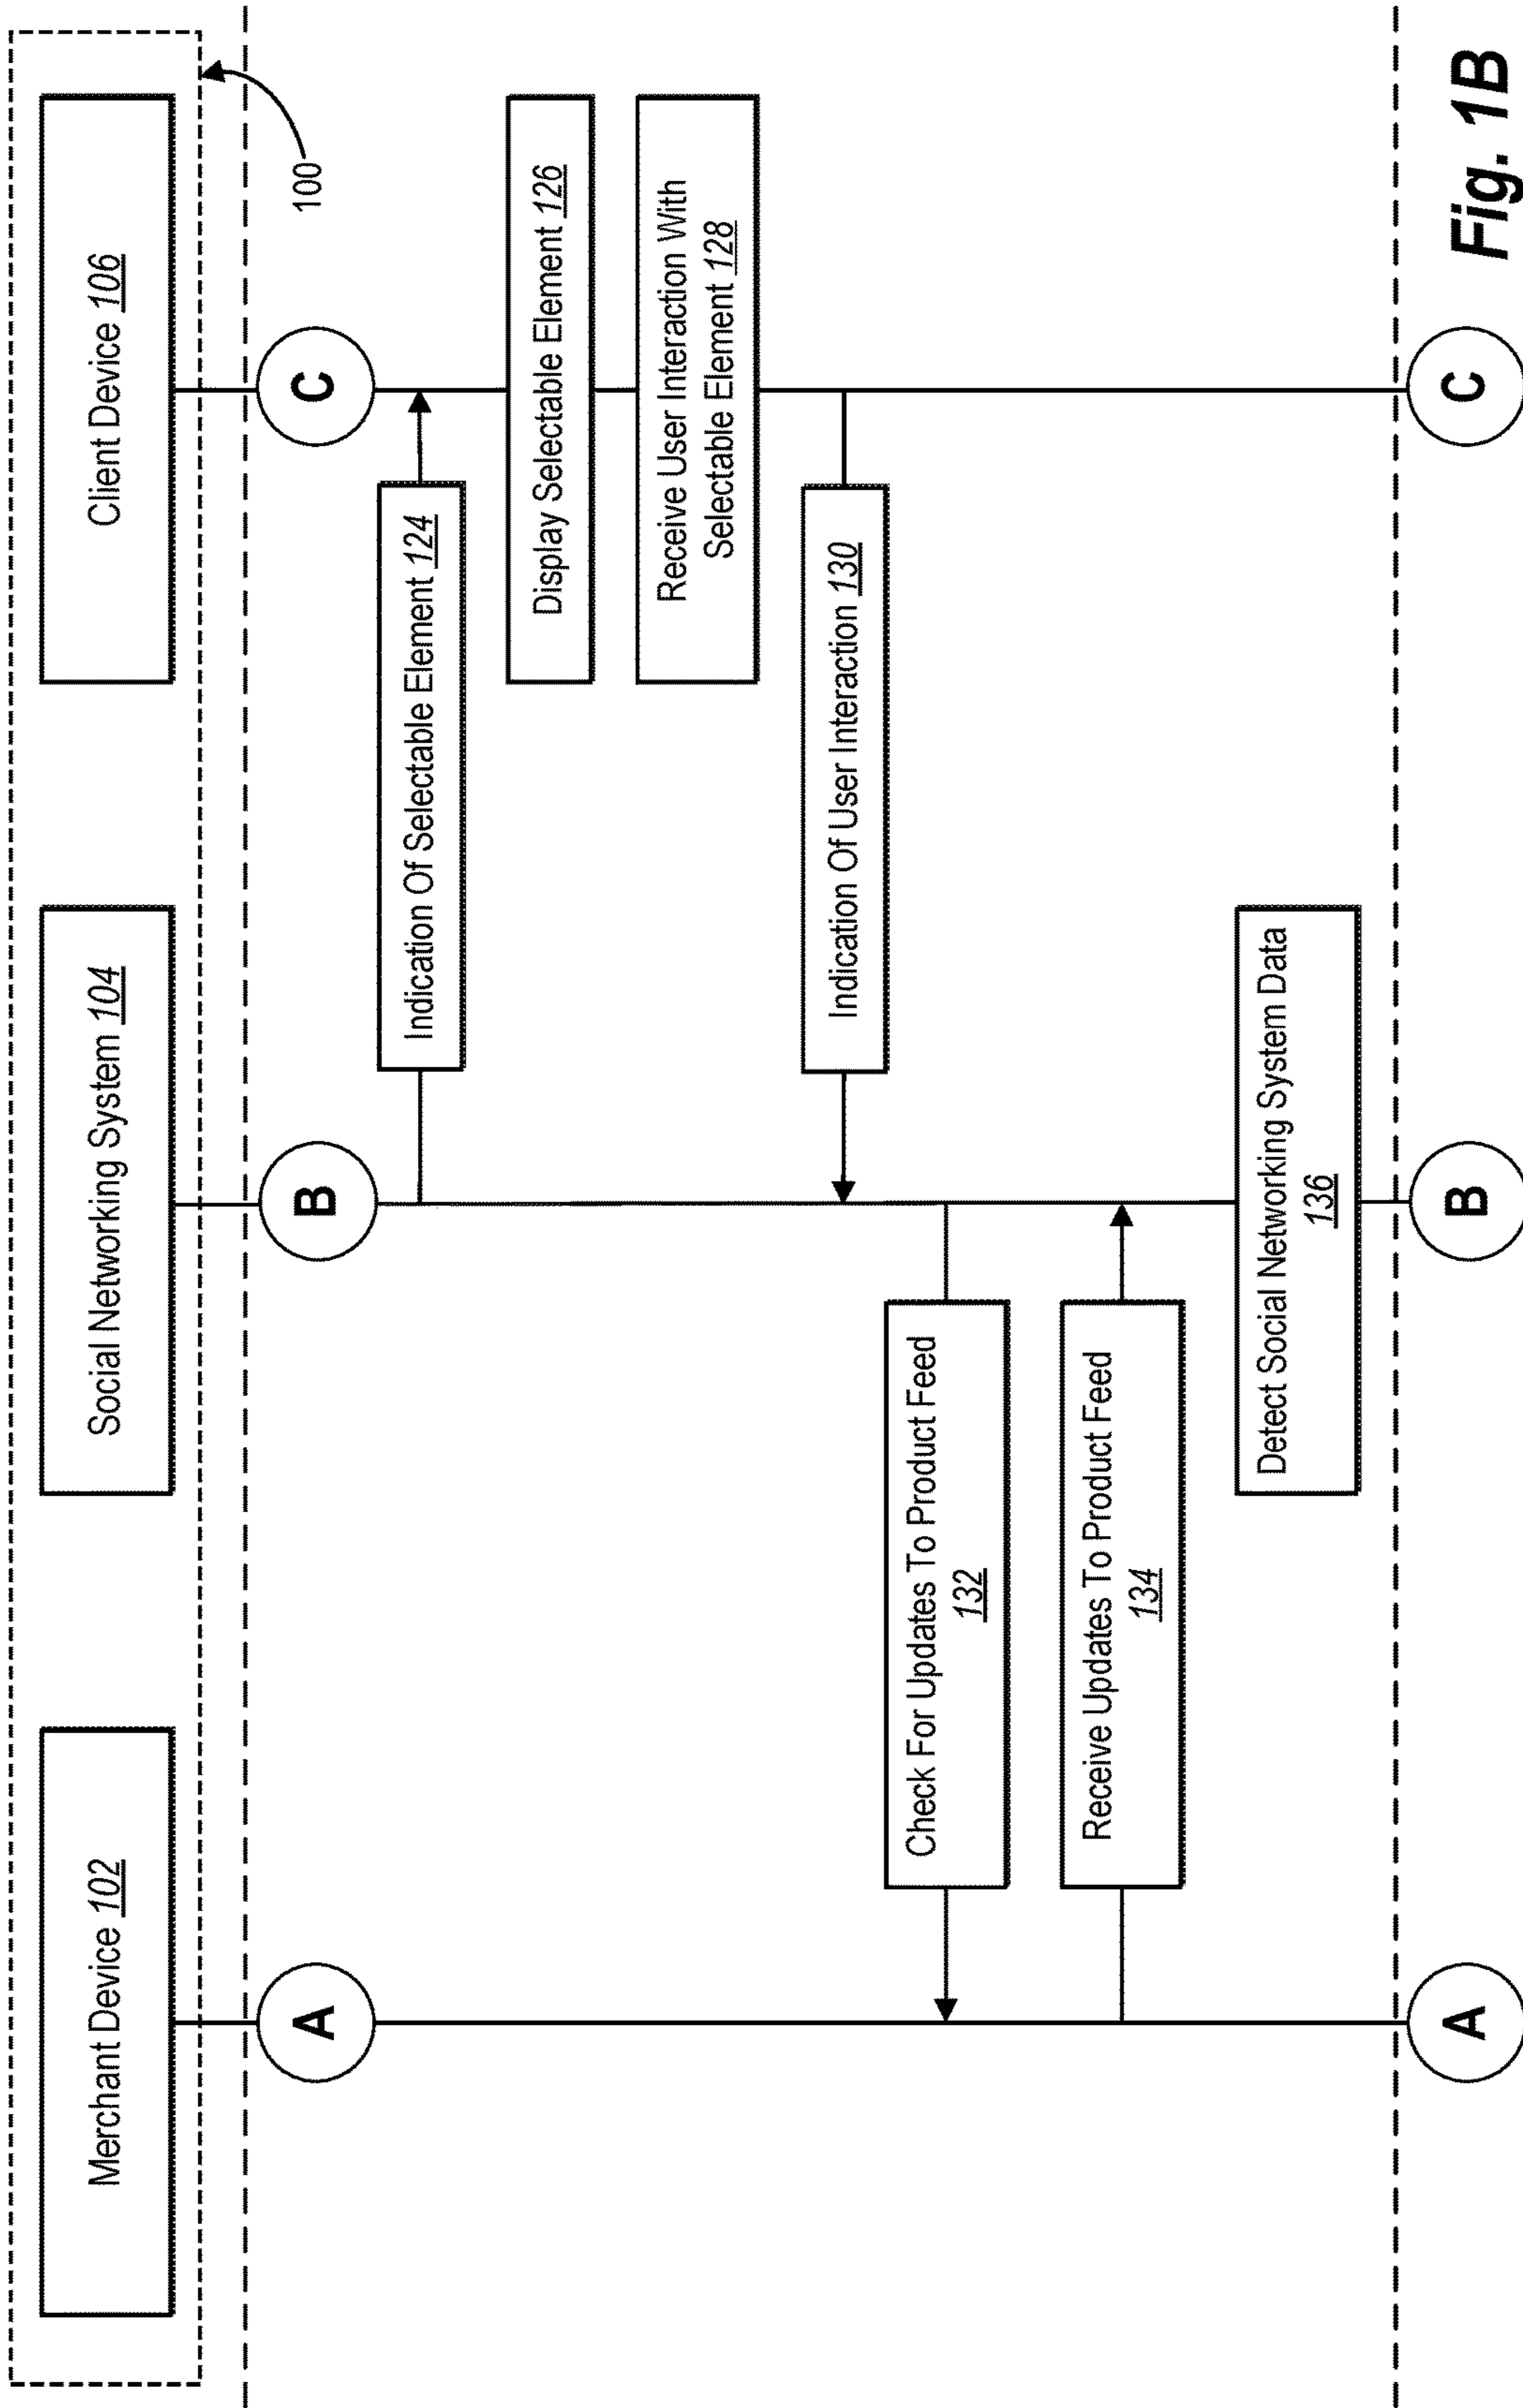 Merchant Device 102
Social Networking System 104
Client Device 106
100
A
B
C
Indication Of Selectable Element 124
Display Selectable Element 126
Receive User Interaction With
Selectable Element 128
Indication Of User Interaction 130
Check For Updates To Product Feed
132
Receive Updates To Product Feed
134
Detect Social Networking System Data
136
A
B
C
Fig. 1B